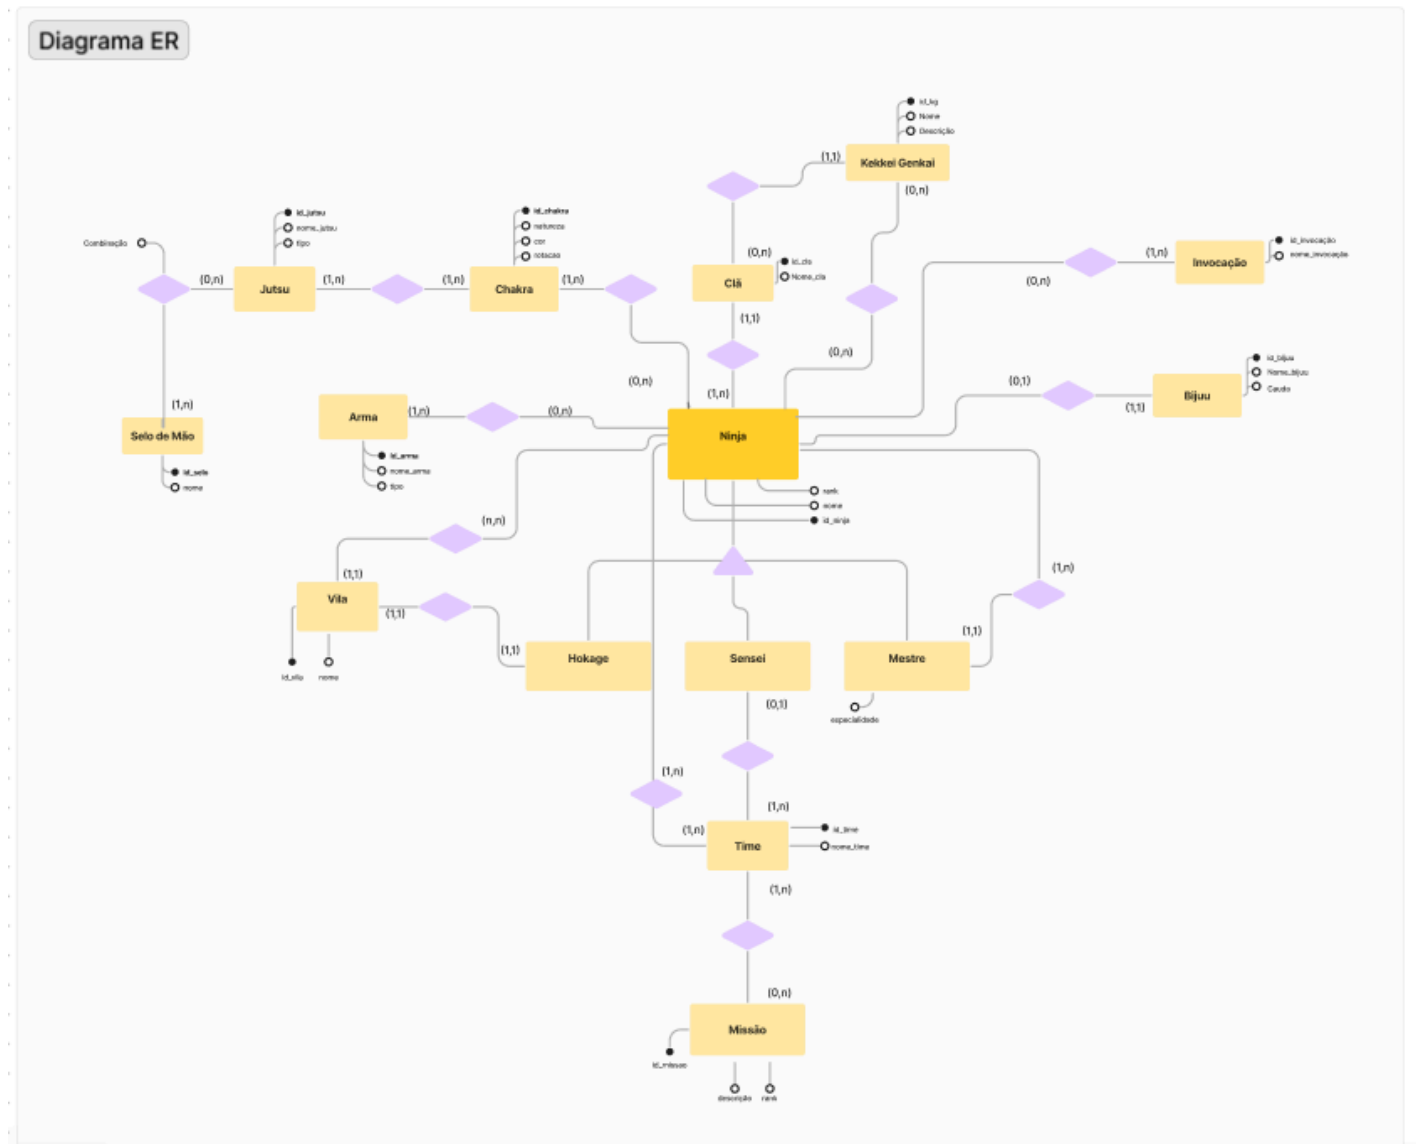 Diagrama ER
id_kg
Nome
Descrição
(1,1)
Kekkei Genkai
(0,n)
id_jutsu
nome_jutsu
tipo
id_chakra
natureza
cor
rotacao
Combinação
(0,n)
Jutsu
(1,n)
(1,n)
Chakra
(1,n)
(0,n)
Clã
id_cla
Nome_cla
(1,1)
(1,n)
Invocação
id_invocação
nome_invocação
(0,n)
(0,n)
(0,n)
(1,n)
(0,1)
(1,1)
Bijuu
id_bijuu
Nome_bijuu
Cauda
(1,n)
Selo de Mão
id_selo
nome
Arma
(1,n)
(0,n)
id_arma
nome_arma
tipo
Ninja
rank
nome
id_ninja
(n,n)
(1,1)
Vila
(1,1)
id_vila
nome
(1,1)
Hokage
Sensei
(0,1)
Mestre
(1,1)
(1,n)
especialidade
(1,n)
(1,n)
(1,n)
Time
id_time
nome_time
(1,n)
(0,n)
Missão
id_missao
descrição
rank